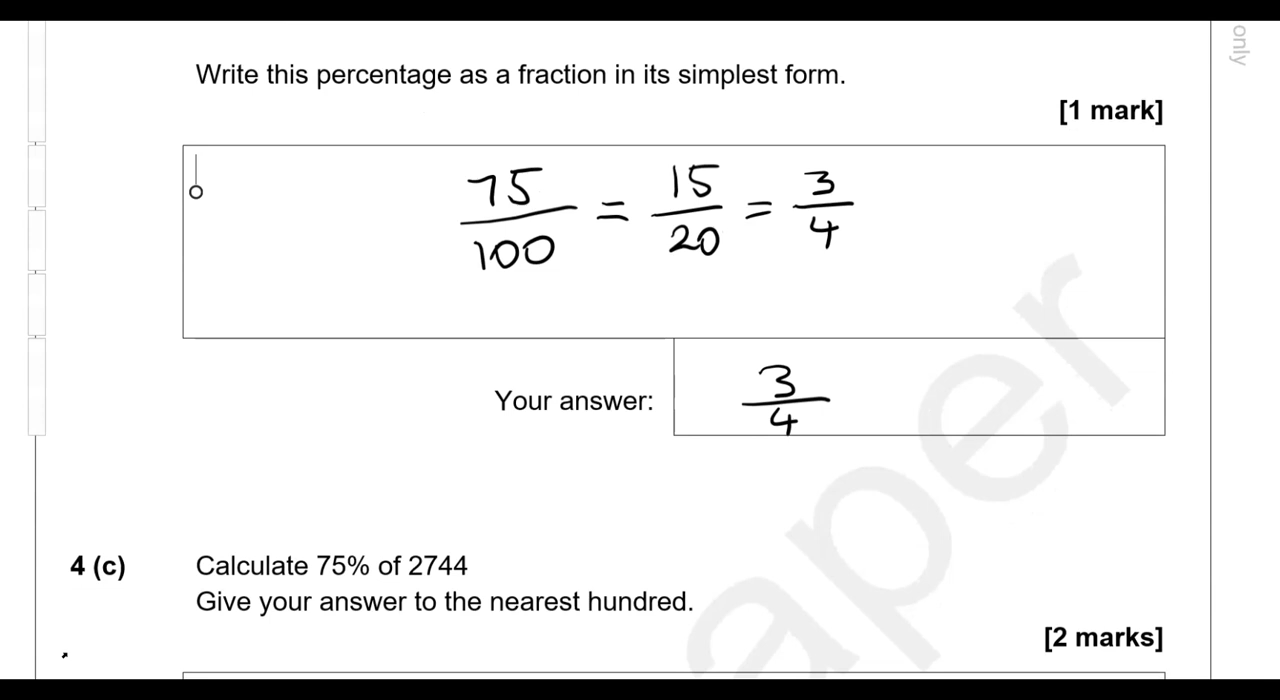 only
Write this percentage as a fraction in its simplest form.
[1 mark]
75/100 = 15/20 = 3/4
Your answer: 3/4
4 (c) Calculate 75% of 2744
Give your answer to the nearest hundred.
[2 marks]
aper